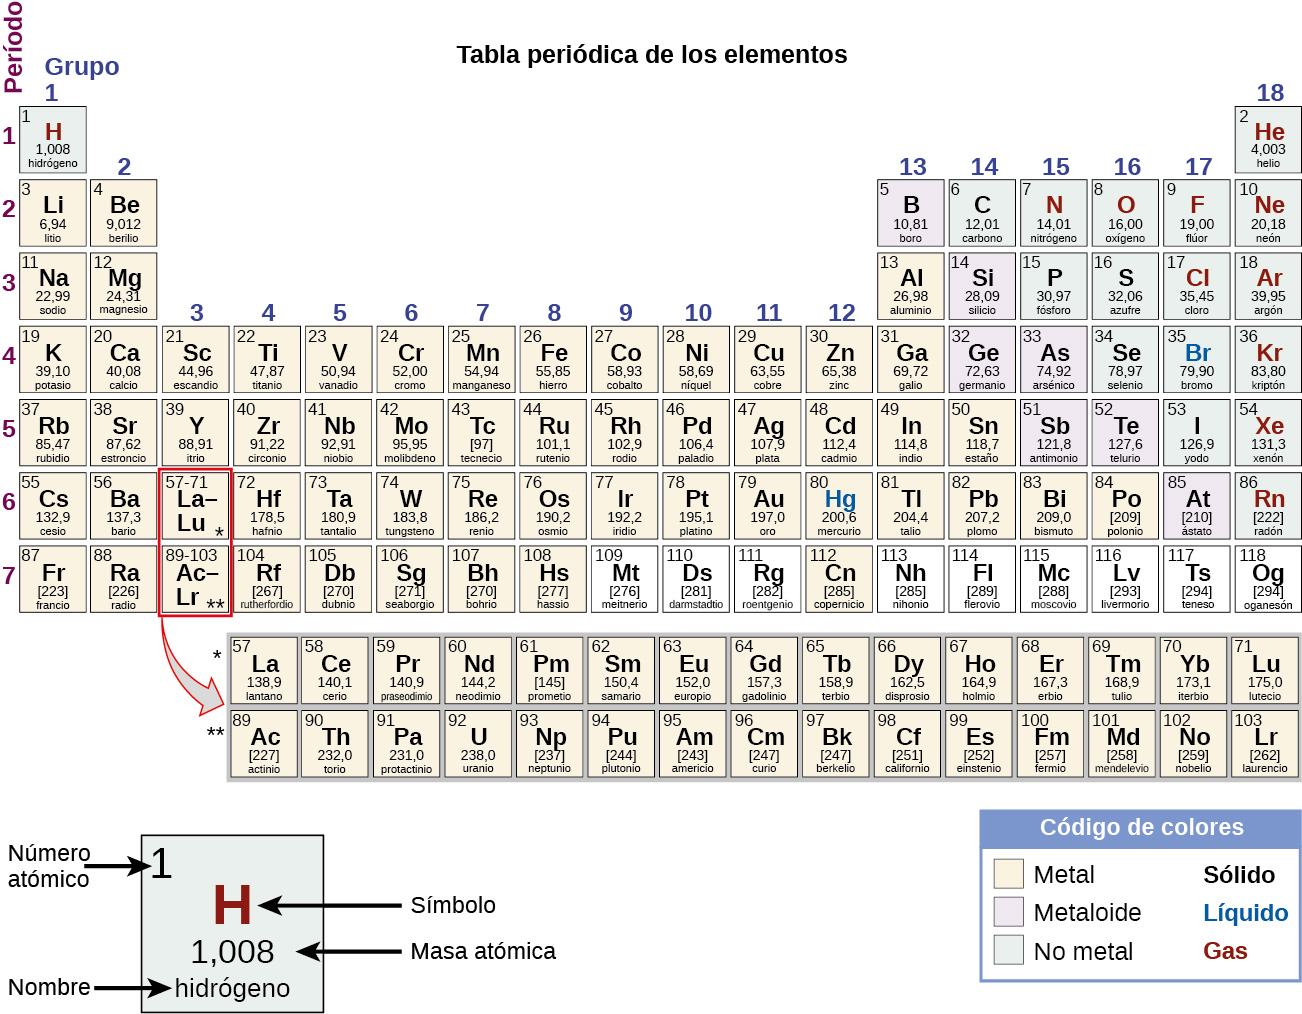 Tabla periódica de los elementos
Período
Grupo
1 18
1 1 H 1,008 hidrógeno 2 He 4,003 helio
2 13 14 15 16 17
2 3 Li 6,94 litio 4 Be 9,012 berilio 5 B 10,81 boro 6 C 12,01 carbono 7 N 14,01 nitrógeno 8 O 16,00 oxígeno 9 F 19,00 flúor 10 Ne 20,18 neón
3 11 Na 22,99 sodio 12 Mg 24,31 magnesio 13 Al 26,98 aluminio 14 Si 28,09 silicio 15 P 30,97 fósforo 16 S 32,06 azufre 17 Cl 35,45 cloro 18 Ar 39,95 argón
3 4 5 6 7 8 9 10 11 12
4 19 K 39,10 potasio 20 Ca 40,08 calcio 21 Sc 44,96 escandio 22 Ti 47,87 titanio 23 V 50,94 vanadio 24 Cr 52,00 cromo 25 Mn 54,94 manganeso 26 Fe 55,85 hierro 27 Co 58,93 cobalto 28 Ni 58,69 níquel 29 Cu 63,55 cobre 30 Zn 65,38 zinc 31 Ga 69,72 galio 32 Ge 72,63 germanio 33 As 74,92 arsénico 34 Se 78,97 selenio 35 Br 79,90 bromo 36 Kr 83,80 kriptón
5 37 Rb 85,47 rubidio 38 Sr 87,62 estroncio 39 Y 88,91 itrio 40 Zr 91,22 circonio 41 Nb 92,91 niobio 42 Mo 95,95 molibdeno 43 Tc [97] tecnecio 44 Ru 101,1 rutenio 45 Rh 102,9 rodio 46 Pd 106,4 paladio 47 Ag 107,9 plata 48 Cd 112,4 cadmio 49 In 114,8 indio 50 Sn 118,7 estaño 51 Sb 121,8 antimonio 52 Te 127,6 telurio 53 I 126,9 yodo 54 Xe 131,3 xenón
6 55 Cs 132,9 cesio 56 Ba 137,3 bario 57-71 La– Lu * 72 Hf 178,5 hafnio 73 Ta 180,9 tantalio 74 W 183,8 tungsteno 75 Re 186,2 renio 76 Os 190,2 osmio 77 Ir 192,2 iridio 78 Pt 195,1 platino 79 Au 197,0 oro 80 Hg 200,6 mercurio 81 Tl 204,4 talio 82 Pb 207,2 plomo 83 Bi 209,0 bismuto 84 Po [209] polonio 85 At [210] ástato 86 Rn [222] radón
7 87 Fr [223] francio 88 Ra [226] radio 89-103 Ac– Lr ** 104 Rf [267] rutherfordio 105 Db [270] dubnio 106 Sg [271] seaborgio 107 Bh [270] bohrio 108 Hs [277] hassio 109 Mt [276] meitnerio 110 Ds [281] darmstadtio 111 Rg [282] roentgenio 112 Cn [285] copernicio 113 Nh [285] nihonio 114 Fl [289] flerovio 115 Mc [288] moscovio 116 Lv [293] livermorio 117 Ts [294] teneso 118 Og [294] oganesón
* 57 La 138,9 lantano 58 Ce 140,1 cerio 59 Pr 140,9 praseodimio 60 Nd 144,2 neodimio 61 Pm [145] prometio 62 Sm 150,4 samario 63 Eu 152,0 europio 64 Gd 157,3 gadolinio 65 Tb 158,9 terbio 66 Dy 162,5 disprosio 67 Ho 164,9 holmio 68 Er 167,3 erbio 69 Tm 168,9 tulio 70 Yb 173,1 iterbio 71 Lu 175,0 lutecio
** 89 Ac [227] actinio 90 Th 232,0 torio 91 Pa 231,0 protactinio 92 U 238,0 uranio 93 Np [237] neptunio 94 Pu [244] plutonio 95 Am [243] americio 96 Cm [247] curio 97 Bk [247] berkelio 98 Cf [251] californio 99 Es [252] einstenio 100 Fm [257] fermio 101 Md [258] mendelevio 102 No [259] nobelio 103 Lr [262] laurencio
Número
atómico
1
H
Símbolo
1,008
Masa atómica
Nombre
hidrógeno
Código de colores
Metal Sólido
Metaloide Líquido
No metal Gas